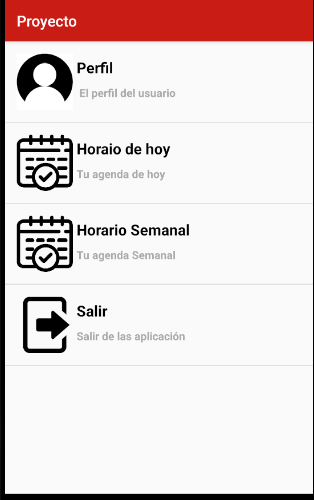 Proyecto
Perfil
El perfil del usuario
Horaio de hoy
Tu agenda de hoy
Horario Semanal
Tu agenda Semanal
Salir
Salir de las aplicación